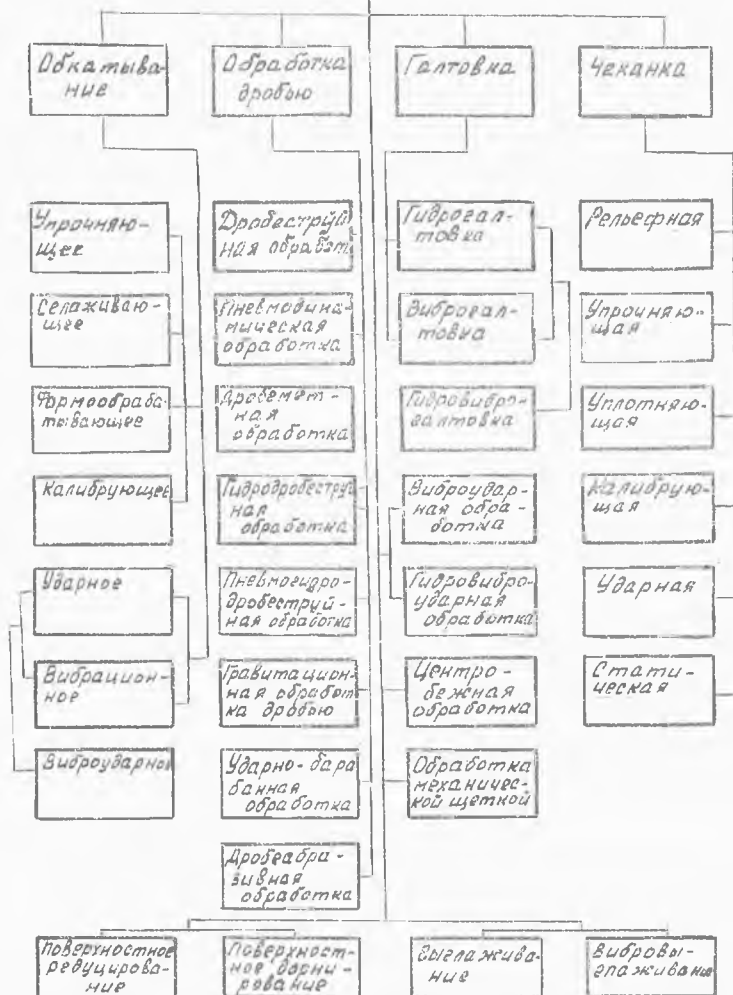 Обкатыва-
ние
Обработка
дробью
Галтовка
Чеканка
Упрочняю-
щее
Сглаживаю-
щее
Формообраба-
тывающее
Калибрующее
Ударное
Вибрацион-
ное
Виброударно
Дробеструй
ная обработ
Пневмодина-
мическая
обработка
Дробемет-
ная
обработка
Гидродробеструй
ная
обработка
Пневмогидро-
дробеструй-
ная обработка
Гравитацион-
ная обработ
ка дробью
Ударно-бара
банная
обработка
Дробеабра-
зивная
обработка
Гидрогал-
товка
Виброгал-
товка
Гидровибро-
галтовка
Виброудар-
ная обра-
ботка
Гидровибро-
ударная
обработка
Центро-
бежная
обработка
Обработка
механичес-
кой щеткой
Рельефная
Упрочняю-
щая
Уплотняю-
щая
Калибрую-
щая
Ударная
Стати-
ческая
Поверхностное
редуцирова-
ние
Поверхност-
ное дорни-
рование
Выглажива-
ние
Вибровы-
глаживани